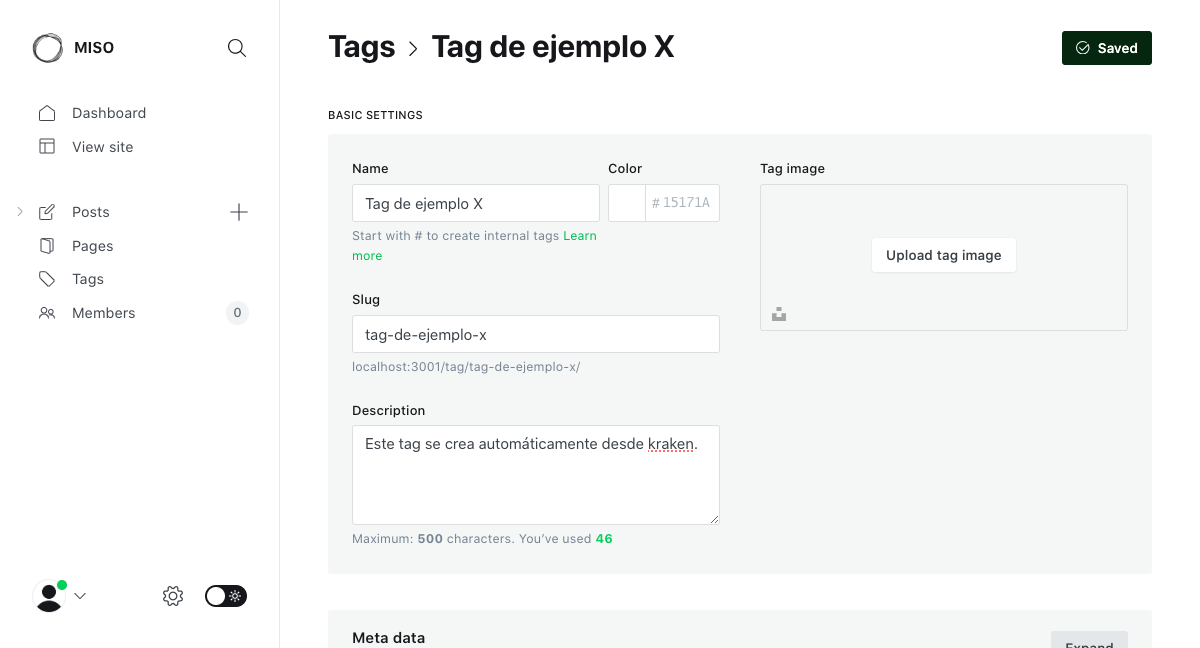 MISO
Dashboard
View site
Posts
Pages
Tags
Members
0
Tags > Tag de ejemplo X
Saved
BASIC SETTINGS
Name
Tag de ejemplo X
Start with # to create internal tags Learn
more
Color
# 15171A
Slug
tag-de-ejemplo-x
localhost:3001/tag/tag-de-ejemplo-x/
Description
Este tag se crea automáticamente desde kraken.
Maximum: 500 characters. You’ve used 46
Tag image
Upload tag image
Meta data
Expand